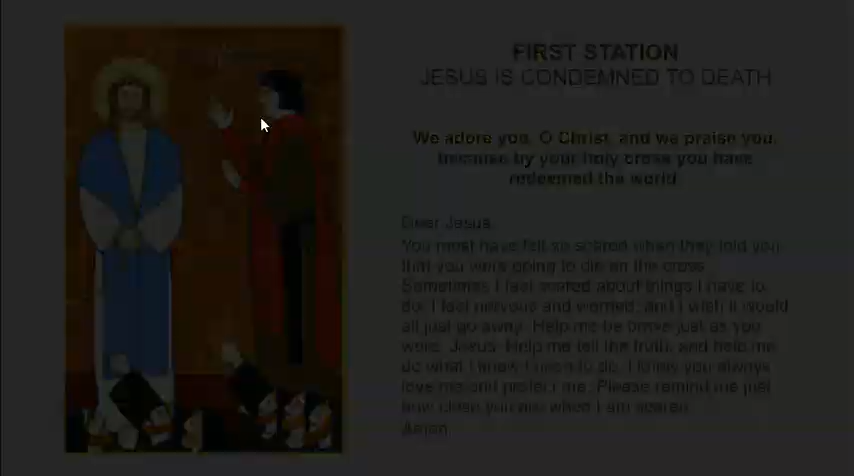 FIRST STATION
JESUS IS CONDEMNED TO DEATH
We adore you, O Christ, and we praise you,
because by your holy cross you have
redeemed the world.
Dear Jesus,
You must have felt so scared when they told you
that you were going to die on the cross.
Sometimes I feel scared about things I have to
do. I feel nervous and worried, and I wish it would
all just go away. Help me be brave just as you
were, Jesus. Help me tell the truth, and help me
do what I know I need to do. I know you always
love me and protect me. Please remind me just
how close you are when I am scared.
Amen.